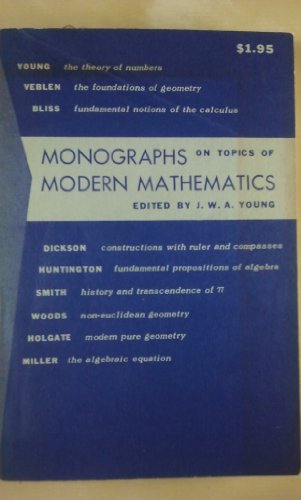 $1.95
YOUNG the theory of numbers
VEBLEN the foundations of geometry
BLISS fundamental notions of the calculus
MONOGRAPHS ON TOPICS OF
MODERN MATHEMATICS
EDITED BY J. W. A. YOUNG
DICKSON constructions with ruler and compasses
HUNTINGTON fundamental propositions of algebra
SMITH history and transcendence of π
WOODS non-euclidean geometry
HOLGATE modern pure geometry
MILLER the algebraic equation